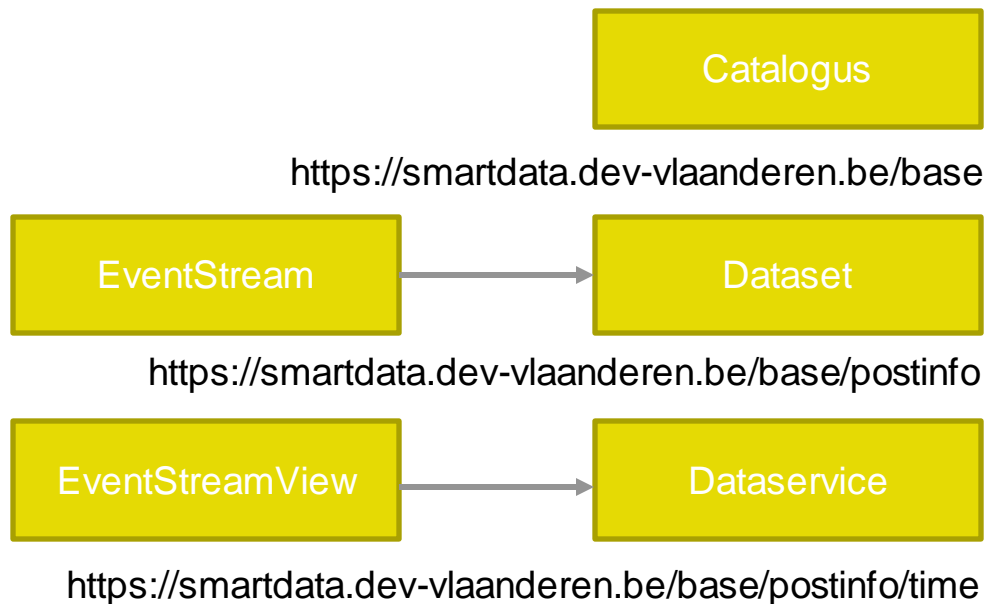 Catalogus
https://smartdata.dev-vlaanderen.be/base
EventStream
Dataset
https://smartdata.dev-vlaanderen.be/base/postinfo
EventStreamView
Dataservice
https://smartdata.dev-vlaanderen.be/base/postinfo/time